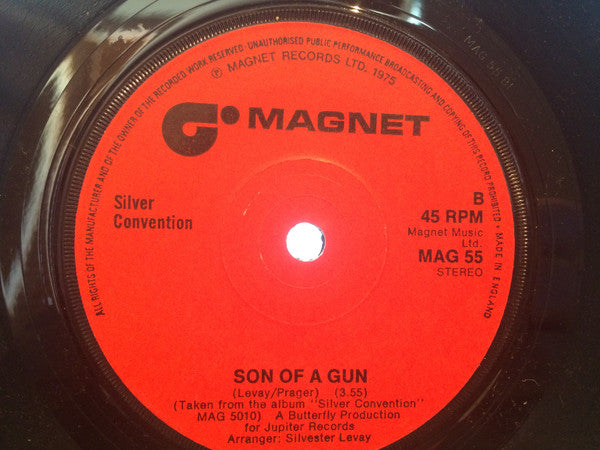 ALL RIGHTS OF THE MANUFACTURER AND OF THE OWNER OF THE RECORDED WORK RESERVED · UNAUTHORISED PUBLIC PERFORMANCE BROADCASTING AND COPYING OF THIS RECORD PROHIBITED • MADE IN ENGLAND
℗ MAGNET RECORDS LTD. 1975
MAGNET
Silver
Convention
B
45 RPM
Magnet Music
Ltd.
MAG 55
STEREO
SON OF A GUN
(Levay/Prager) (3.55)
(Taken from the album "Silver Convention"
MAG 5010) A Butterfly Production
for Jupiter Records
Arranger: Silvester Levay